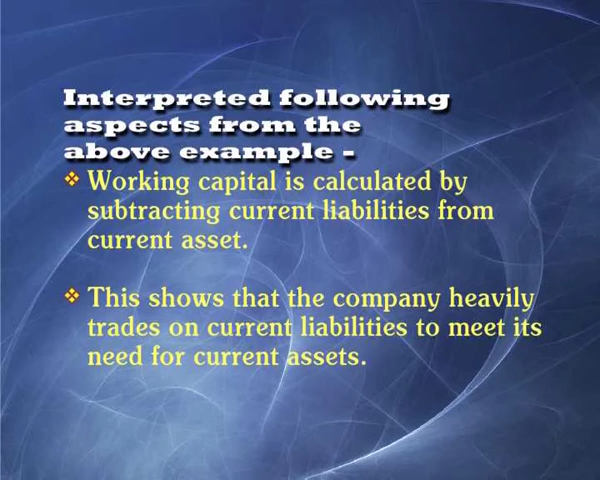 Interpreted following
aspects from the
above example -
Working capital is calculated by
subtracting current liabilities from
current asset.
This shows that the company heavily
trades on current liabilities to meet its
need for current assets.